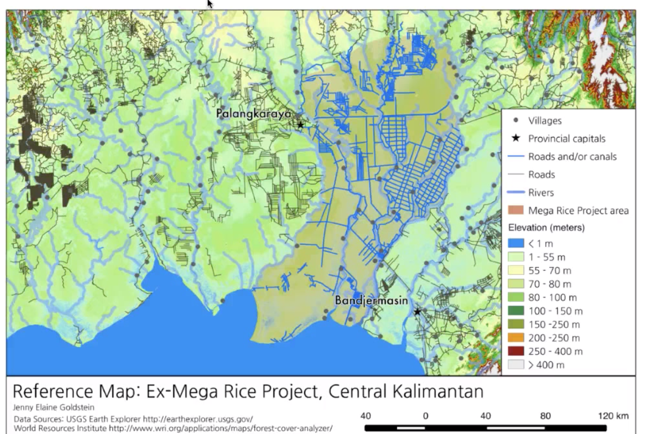 Palangkaraya
Bandjermasin
Villages
Provincial capitals
Roads and/or canals
Roads
Rivers
Mega Rice Project area
Elevation (meters)
< 1 m
1 - 55 m
55 - 70 m
70 - 80 m
80 - 100 m
100 - 150 m
150 -250 m
200 -250 m
250 - 400 m
> 400 m
Reference Map: Ex-Mega Rice Project, Central Kalimantan
Jenny Elaine Goldstein
Data Sources: USGS Earth Explorer http://earthexplorer.usgs.gov/
World Resources Institute http://www.wri.org/applications/maps/forest-cover-analyzer/
40 0 40 80 120 km